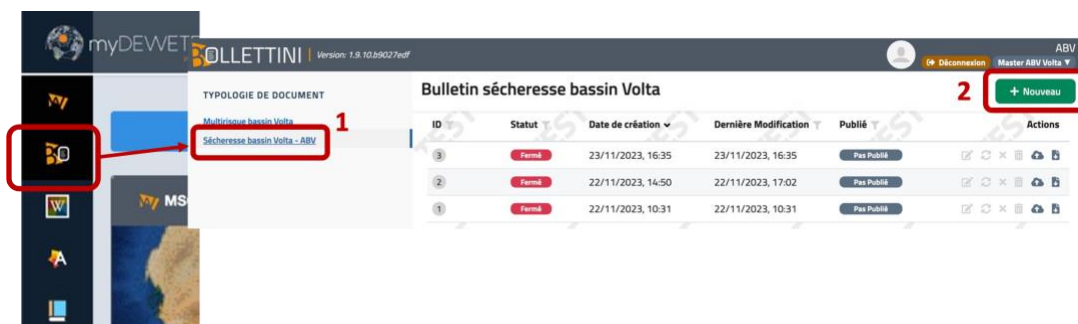 myDEWET
BOLLETTINI | Version: 1.9.10.b9027edf
ABV
Déconnexion Master ABV Volta
TYPOLOGIE DE DOCUMENT
Multirisque bassin Volta
Sécheresse bassin Volta - ABV
1
Bulletin sécheresse bassin Volta
2
+ Nouveau
ID Statut Date de création Dernière Modification Publié Actions
3 Fermé 23/11/2023, 16:35 23/11/2023, 16:35 Pas Publié
2 Fermé 22/11/2023, 14:50 22/11/2023, 17:02 Pas Publié
1 Fermé 22/11/2023, 10:31 22/11/2023, 10:31 Pas Publié
W
MS
A
TEST